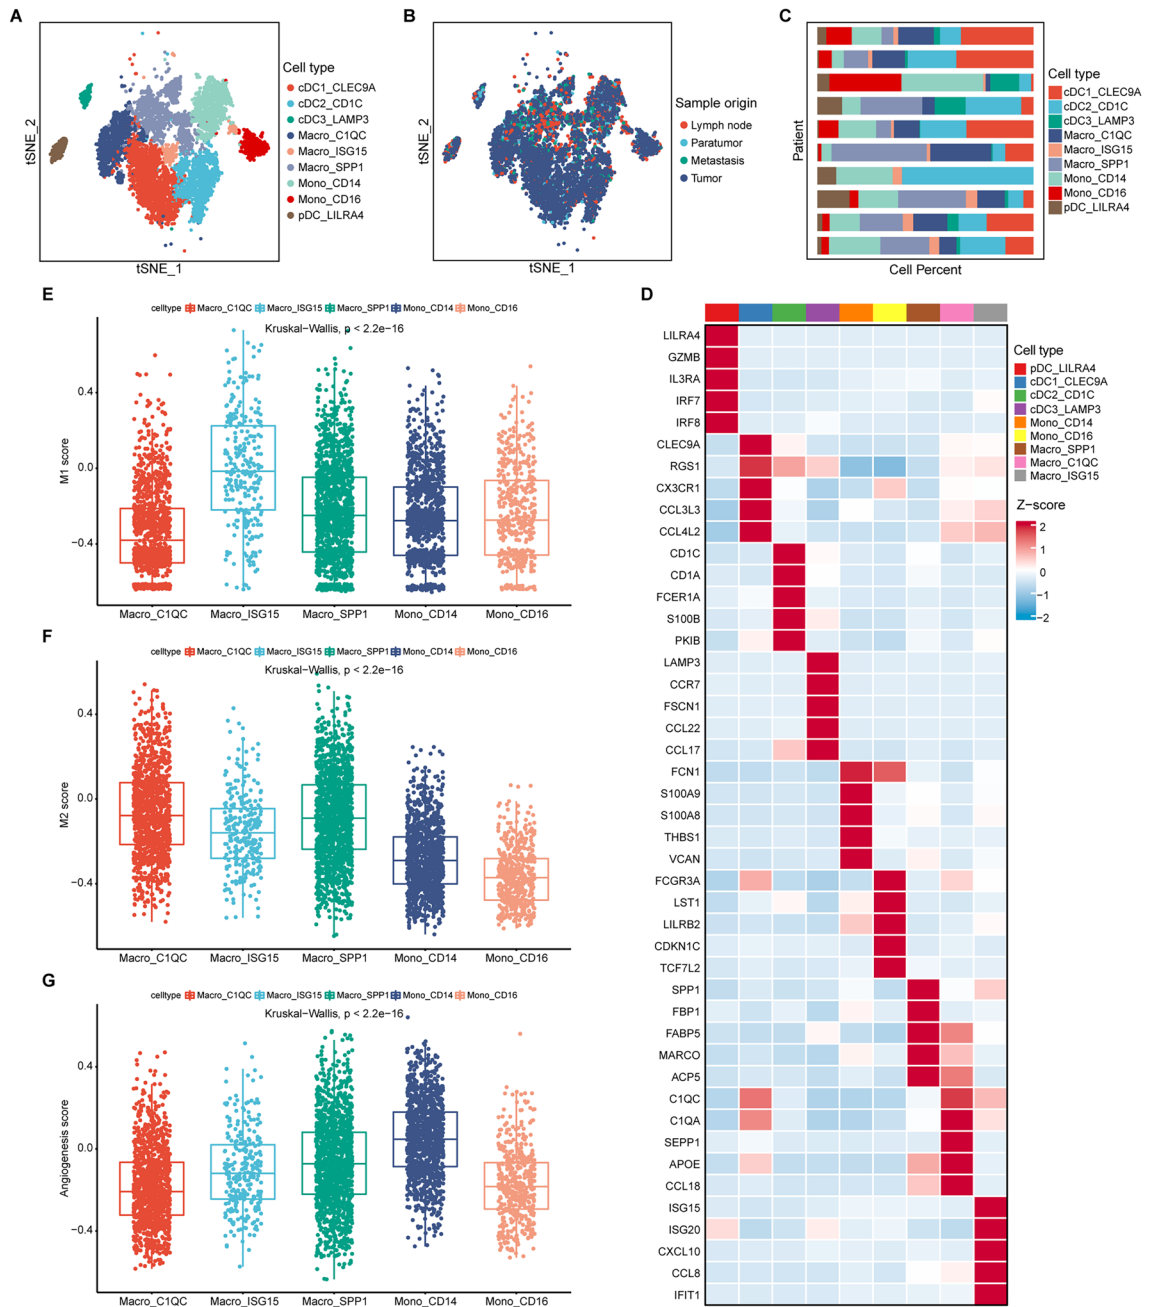 A
tSNE_2
tSNE_1
Cell type
cDC1_CLEC9A
cDC2_CD1C
cDC3_LAMP3
Macro_C1QC
Macro_ISG15
Macro_SPP1
Mono_CD14
Mono_CD16
pDC_LILRA4
B
tSNE_2
tSNE_1
Sample origin
Lymph node
Paratumor
Metastasis
Tumor
C
Patient
Cell Percent
Cell type
cDC1_CLEC9A
cDC2_CD1C
cDC3_LAMP3
Macro_C1QC
Macro_ISG15
Macro_SPP1
Mono_CD14
Mono_CD16
pDC_LILRA4
E
celltype Macro_C1QC Macro_ISG15 Macro_SPP1 Mono_CD14 Mono_CD16
Kruskal−Wallis, p < 2.2e−16
M1 score
0.4
0.0
−0.4
Macro_C1QC Macro_ISG15 Macro_SPP1 Mono_CD14 Mono_CD16
F
celltype Macro_C1QC Macro_ISG15 Macro_SPP1 Mono_CD14 Mono_CD16
Kruskal−Wallis, p < 2.2e−16
M2 score
0.4
0.0
−0.4
Macro_C1QC Macro_ISG15 Macro_SPP1 Mono_CD14 Mono_CD16
G
celltype Macro_C1QC Macro_ISG15 Macro_SPP1 Mono_CD14 Mono_CD16
Kruskal−Wallis, p < 2.2e−16
Angiogenesis score
0.4
0.0
−0.4
Macro_C1QC Macro_ISG15 Macro_SPP1 Mono_CD14 Mono_CD16
D
LILRA4
GZMB
IL3RA
IRF7
IRF8
CLEC9A
RGS1
CX3CR1
CCL3L3
CCL4L2
CD1C
CD1A
FCER1A
S100B
PKIB
LAMP3
CCR7
FSCN1
CCL22
CCL17
FCN1
S100A9
S100A8
THBS1
VCAN
FCGR3A
LST1
LILRB2
CDKN1C
TCF7L2
SPP1
FBP1
FABP5
MARCO
ACP5
C1QC
C1QA
SEPP1
APOE
CCL18
ISG15
ISG20
CXCL10
CCL8
IFIT1
Cell type
pDC_LILRA4
cDC1_CLEC9A
cDC2_CD1C
cDC3_LAMP3
Mono_CD14
Mono_CD16
Macro_SPP1
Macro_C1QC
Macro_ISG15
Z−score
2
1
0
−1
−2